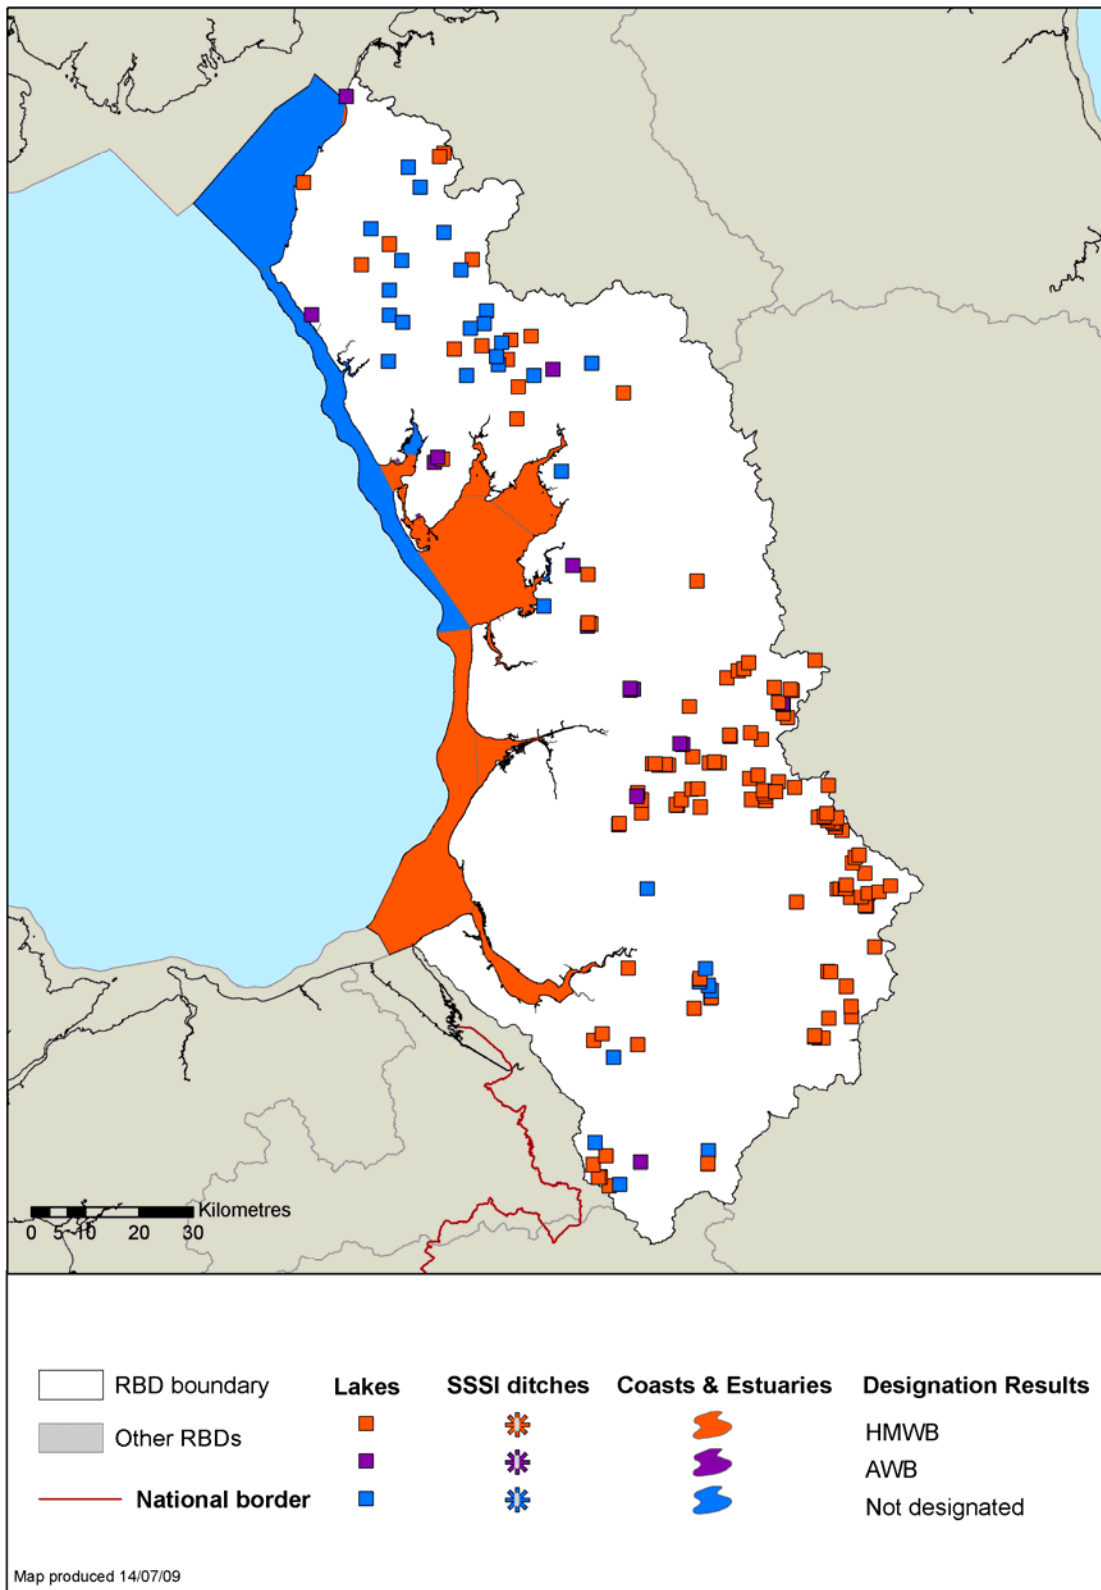 Kilometres
0 5 10 20 30
RBD boundary
Other RBDs
National border
Lakes
SSSI ditches
Coasts & Estuaries
Designation Results
HMWB
AWB
Not designated
Map produced 14/07/09